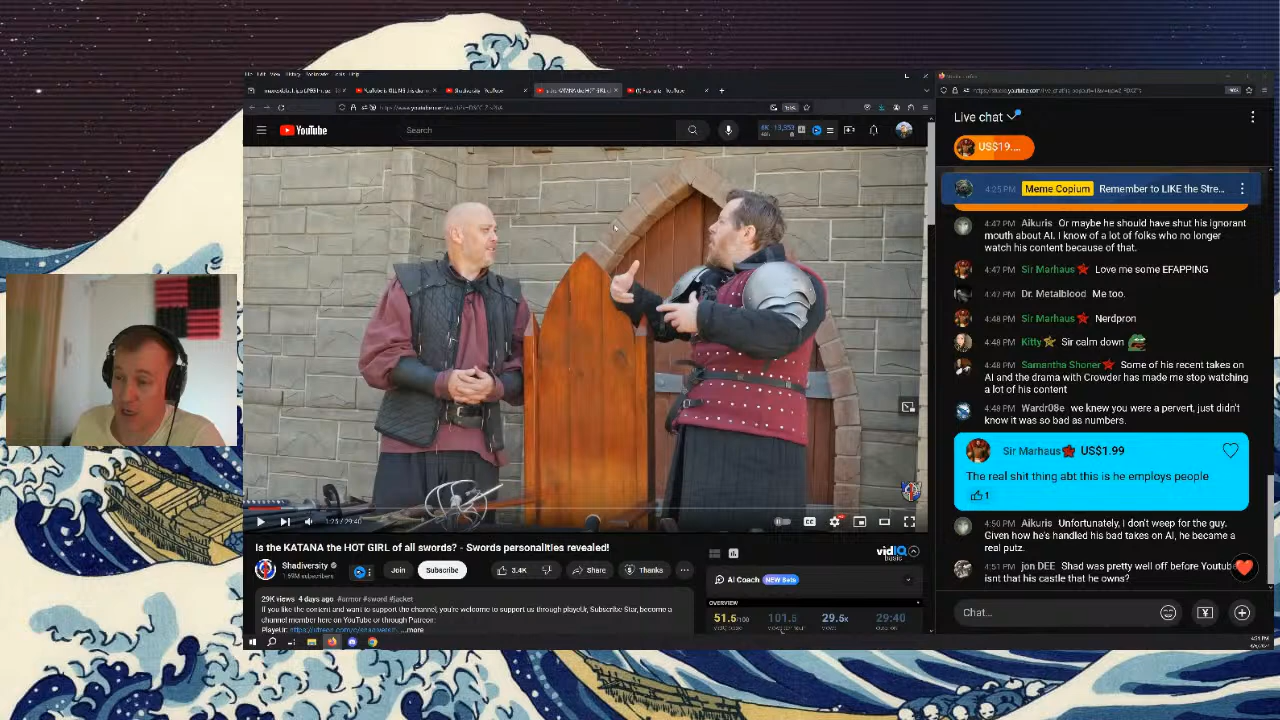 YouTube
Search
Live chat
US$19....
4:25 PM Meme Copium Remember to LIKE the Stre...
4:47 PM Aikuris Or maybe he should have shut his ignorant
mouth about AI. I know of a lot of folks who no longer
watch his content because of that.
4:47 PM Sir Marhaus Love me some EFAPPING
4:47 PM Dr. Metalblood Me too.
4:48 PM Sir Marhaus Nerdpron
4:48 PM Kitty Sir calm down
4:48 PM Samantha Shoner Some of his recent takes on
AI and the drama with Crowder has made me stop watching
a lot of his content
4:48 PM Wardr08e we knew you were a pervert, just didn't
know it was so bad as numbers.
Sir Marhaus US$1.99
The real shit thing abt this is he employs people
1
4:50 PM Aikuris Unfortunately, I don't weep for the guy.
Given how he's handled his bad takes on AI, he became a
real putz.
4:51 PM jon DEE Shad was pretty well off before Youtub
isnt that his castle that he owns?
Chat...
1:25 / 29:40
Is the KATANA the HOT GIRL of all swords? - Swords personalities revealed!
Shadiversity
1.69M subscribers
Join
Subscribe
3.4K
Share
Thanks
vidIQ
basic
AI Coach NEW Beta
OVERVIEW
51.5/100
101.5
29.5k
29:40
29K views 4 days ago #armor #sword #jacket
If you like the content and want to support the channel, you're welcome to support us through playeUr, Subscribe Star, become a
channel member here on YouTube or through Patreon:
...more